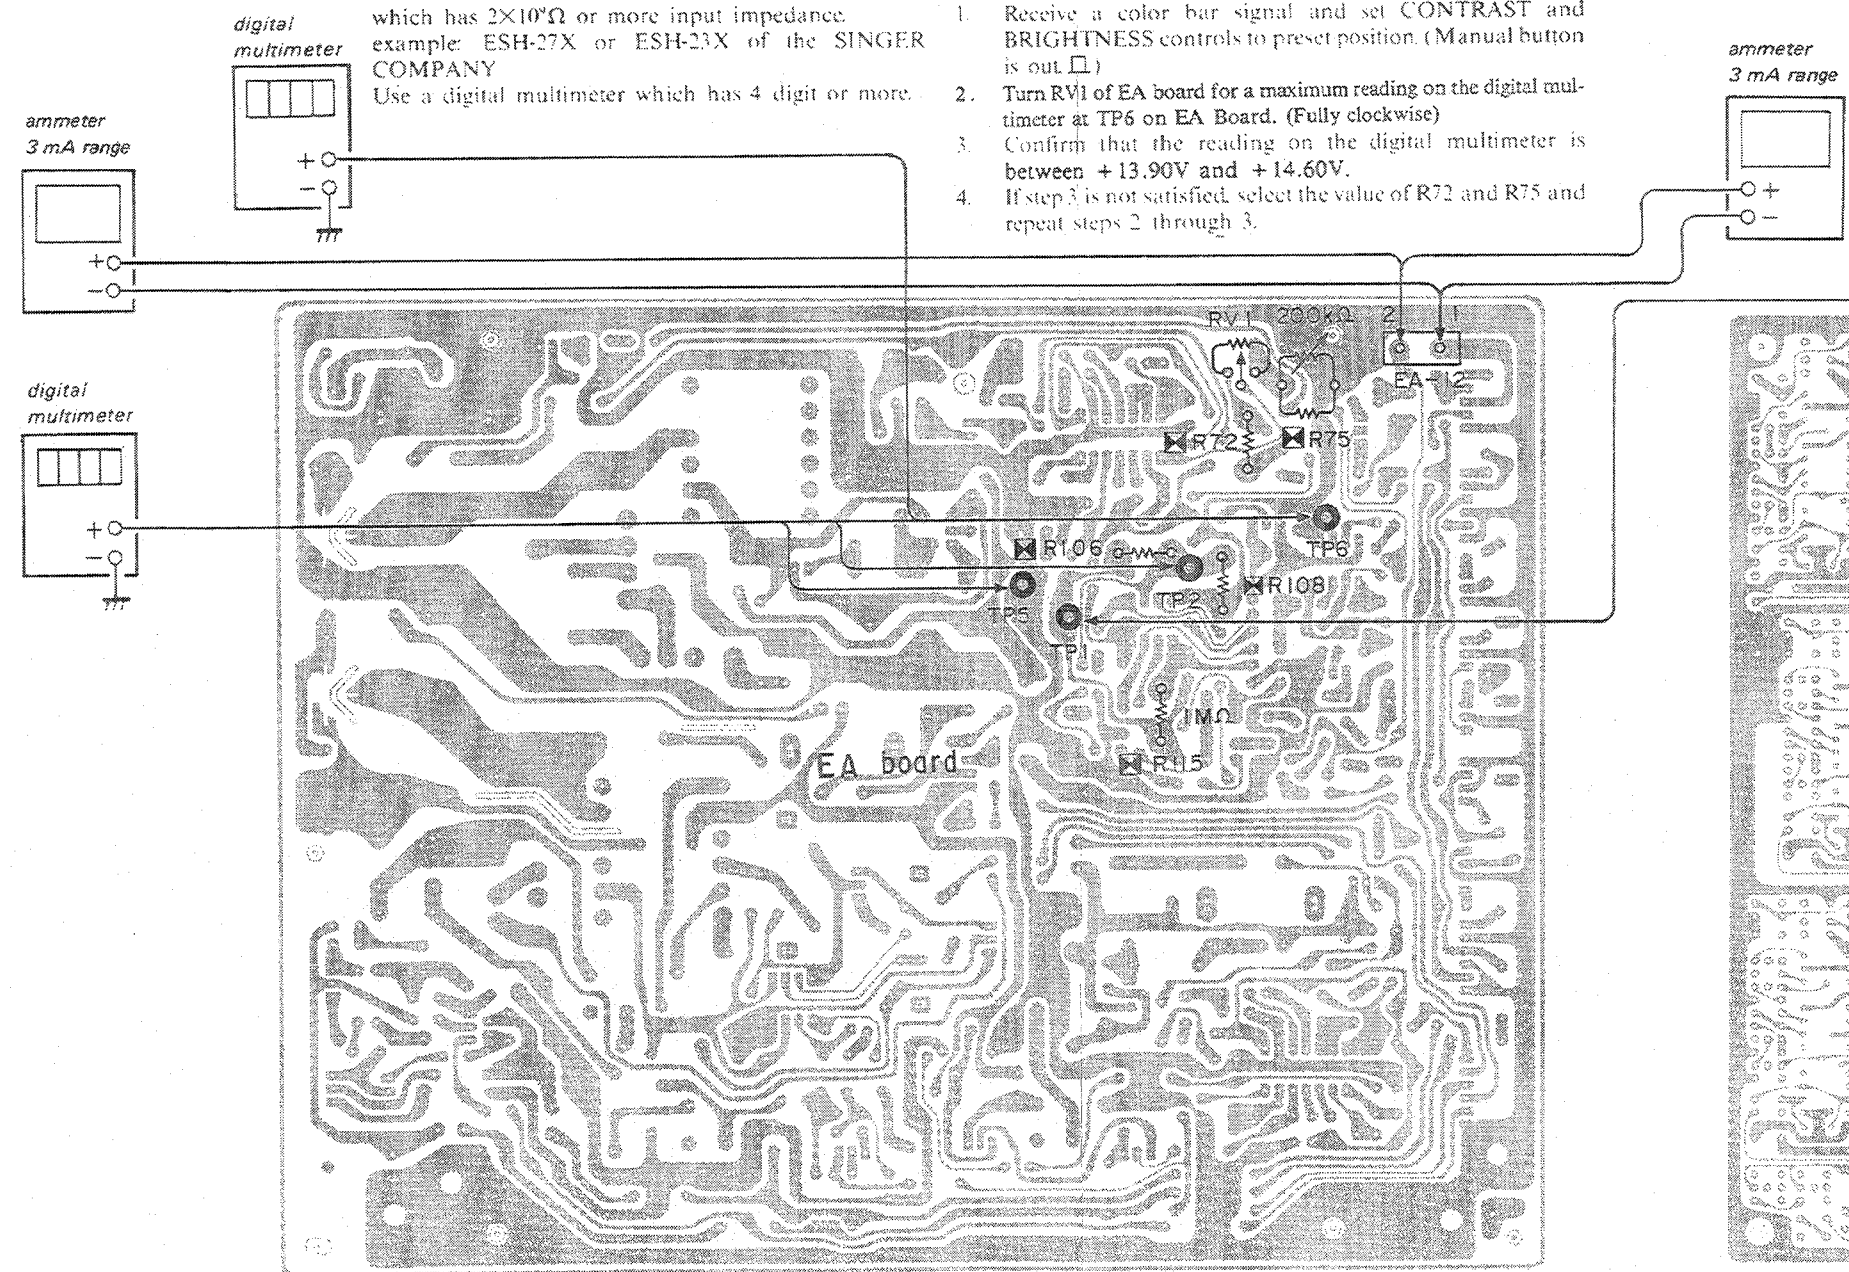 which has 2×10⁹Ω or more input impedance.
example: ESH-27X or ESH-23X of the SINGER
COMPANY
Use a digital multimeter which has 4 digit or more.
1. Receive a color bar signal and set CONTRAST and
BRIGHTNESS controls to preset position. (Manual button
is out )
2. Turn RV1 of EA board for a maximum reading on the digital mul-
timeter at TP6 on EA Board. (Fully clockwise)
3. Confirm that the reading on the digital multimeter is
between +13.90V and +14.60V.
4. If step 3 is not satisfied, select the value of R72 and R75 and
repeat steps 2 through 3.
digital
multimeter
+
−
ammeter
3 mA range
+
−
ammeter
3 mA range
+
−
digital
multimeter
+
−
RV1 200kΩ 2 1
EA-12
R72 R75
TP6
R106
TP5 TP2 R108
TP1
1MΩ
R115
EA board